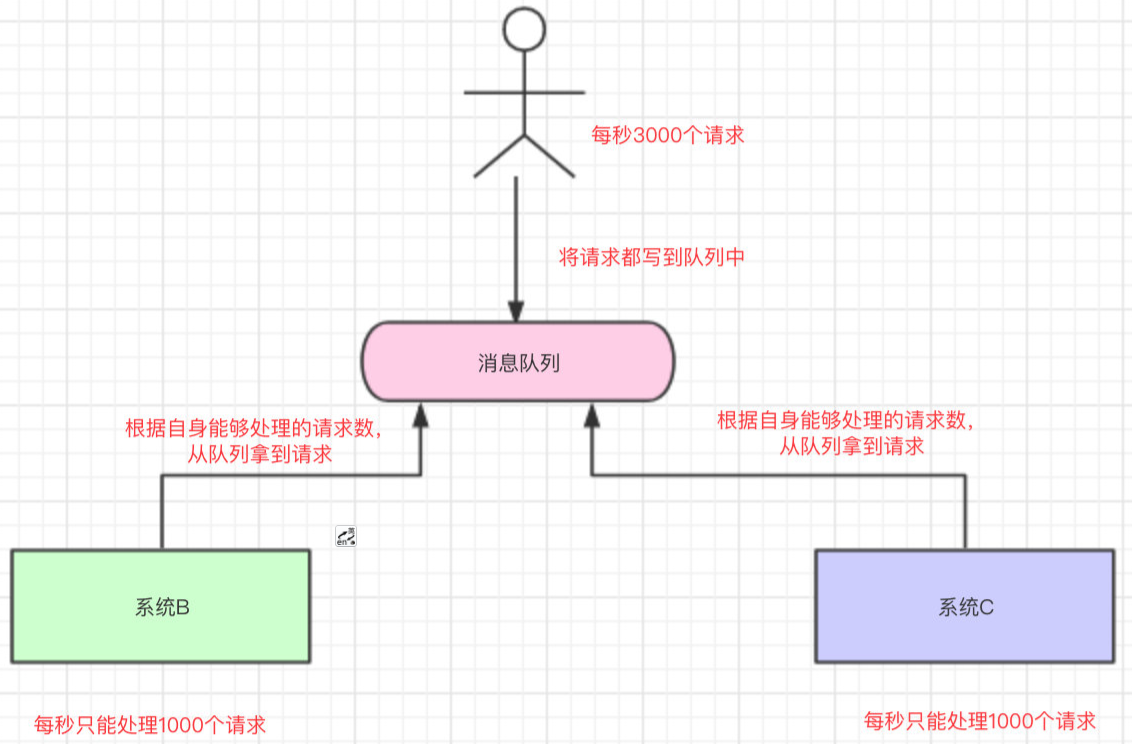 每秒3000个请求
将请求都写到队列中
消息队列
根据自身能够处理的请求数，
从队列拿到请求
根据自身能够处理的请求数，
从队列拿到请求
英
en
系统B
系统C
每秒只能处理1000个请求
每秒只能处理1000个请求